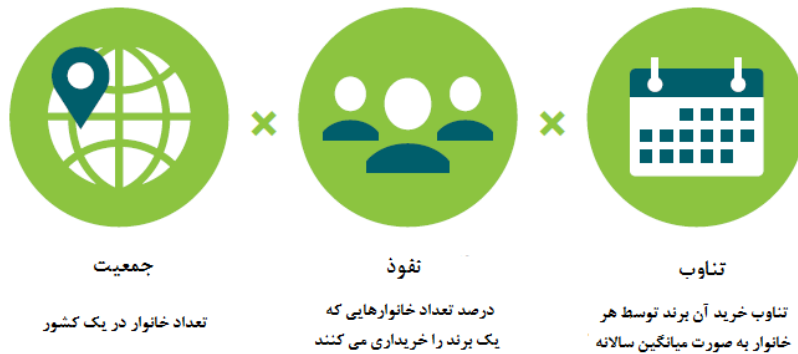 تناوب
تناوب خرید آن برند توسط هر
خانوار به صورت میانگین سالانه
نفوذ
درصد تعداد خانوارهایی که
یک برند را خریداری می کنند
جمعیت
تعداد خانوار در یک کشور